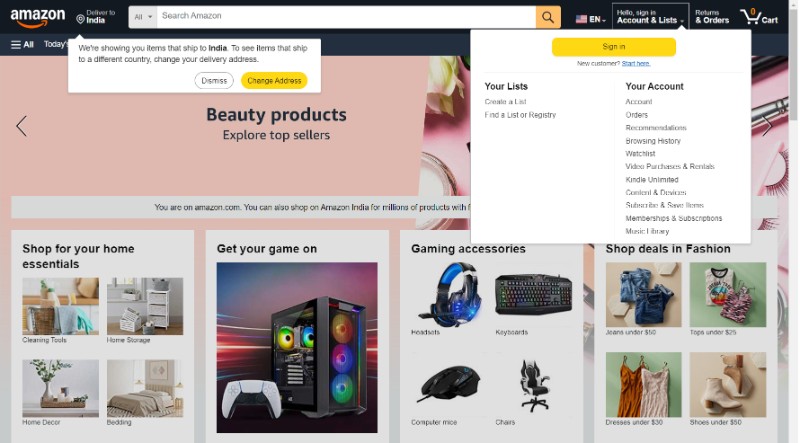 amazon
Deliver to
India
All
Search Amazon
EN
Hello, sign in
Account & Lists
Returns
& Orders
0
Cart
All
Today's
We're showing you items that ship to India. To see items that ship
to a different country, change your delivery address.
Dismiss
Change Address
Sign in
New customer? Start here.
Your Lists
Create a List
Find a List or Registry
Your Account
Account
Orders
Recommendations
Browsing History
Watchlist
Video Purchases & Rentals
Kindle Unlimited
Content & Devices
Subscribe & Save Items
Memberships & Subscriptions
Music Library
Beauty products
Explore top sellers
You are on amazon.com. You can also shop on Amazon India for millions of products with f
Shop for your home
essentials
Cleaning Tools
Home Storage
Home Decor
Bedding
Get your game on
Gaming accessories
Headsets
Keyboards
Computer mice
Chairs
Shop deals in Fashion
Jeans under $50
Tops under $25
Dresses under $30
Shoes under $50